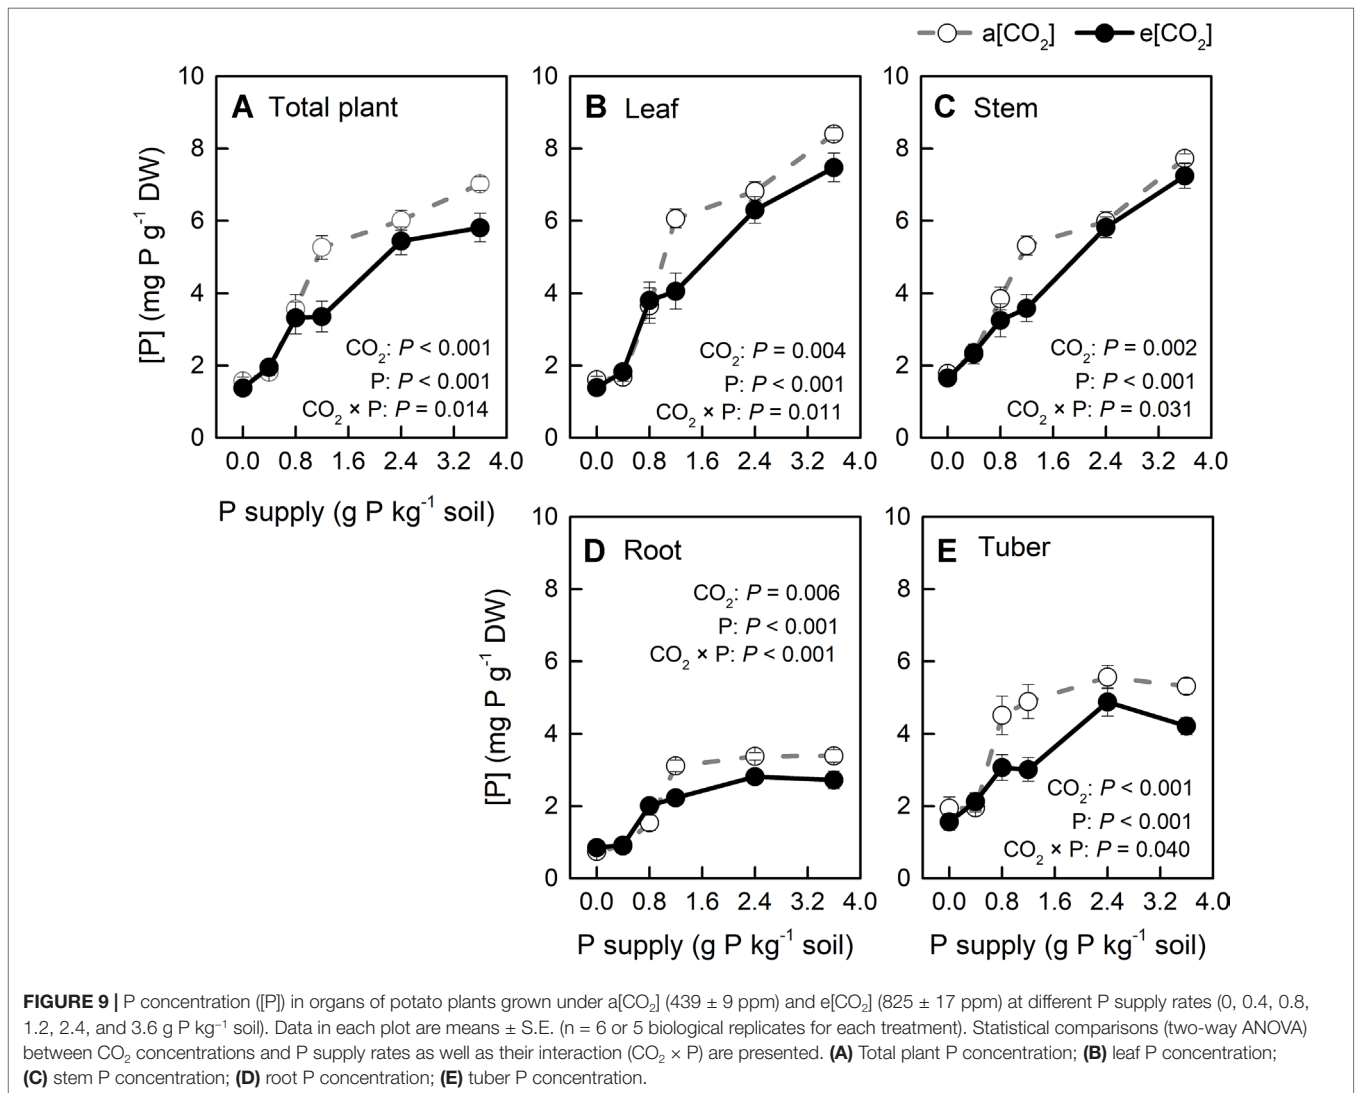 a[CO₂] e[CO₂]
A Total plant
10
8
6
4
2
0
[P] (mg P g⁻¹ DW)
CO₂: P < 0.001
P: P < 0.001
CO₂ × P: P = 0.014
0.0 0.8 1.6 2.4 3.2 4.0
P supply (g P kg⁻¹ soil)
B Leaf
10
8
6
4
2
0
CO₂: P = 0.004
P: P < 0.001
CO₂ × P: P = 0.011
0.0 0.8 1.6 2.4 3.2 4.0
C Stem
10
8
6
4
2
0
CO₂: P = 0.002
P: P < 0.001
CO₂ × P: P = 0.031
0.0 0.8 1.6 2.4 3.2 4.0
D Root
10
8
6
4
2
0
[P] (mg P g⁻¹ DW)
CO₂: P = 0.006
P: P < 0.001
CO₂ × P: P < 0.001
0.0 0.8 1.6 2.4 3.2 4.0
P supply (g P kg⁻¹ soil)
E Tuber
10
8
6
4
2
0
CO₂: P < 0.001
P: P < 0.001
CO₂ × P: P = 0.040
0.0 0.8 1.6 2.4 3.2 4.0
P supply (g P kg⁻¹ soil)
FIGURE 9 | P concentration ([P]) in organs of potato plants grown under a[CO₂] (439 ± 9 ppm) and e[CO₂] (825 ± 17 ppm) at different P supply rates (0, 0.4, 0.8,
1.2, 2.4, and 3.6 g P kg⁻¹ soil). Data in each plot are means ± S.E. (n = 6 or 5 biological replicates for each treatment). Statistical comparisons (two-way ANOVA)
between CO₂ concentrations and P supply rates as well as their interaction (CO₂ × P) are presented. (A) Total plant P concentration; (B) leaf P concentration;
(C) stem P concentration; (D) root P concentration; (E) tuber P concentration.